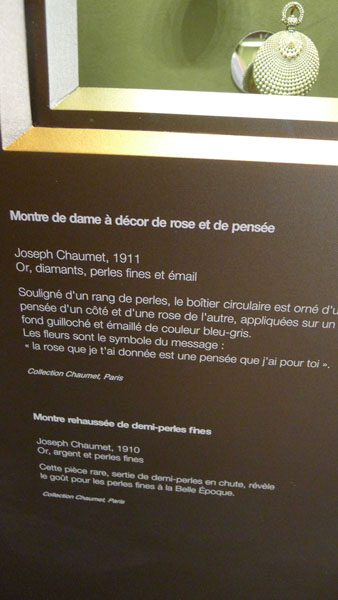 Montre de dame à décor de rose et de pensée
Joseph Chaumet, 1911
Or, diamants, perles fines et émail
Souligné d'un rang de perles, le boîtier circulaire est orné
pensée d'un côté et d'une rose de l'autre, appliquées sur un
fond guilloché et émaillé de couleur bleu-gris.
Les fleurs sont le symbole du message :
« la rose que je t'ai donnée est une pensée que j'ai pour toi ».
Collection Chaumet, Paris
Montre rehaussée de demi-perles fines
Joseph Chaumet, 1910
Or, argent et perles fines
Cette pièce rare, sertie de demi-perles en chute, révèle
le goût pour les perles fines à la Belle Époque.
Collection Chaumet, Paris